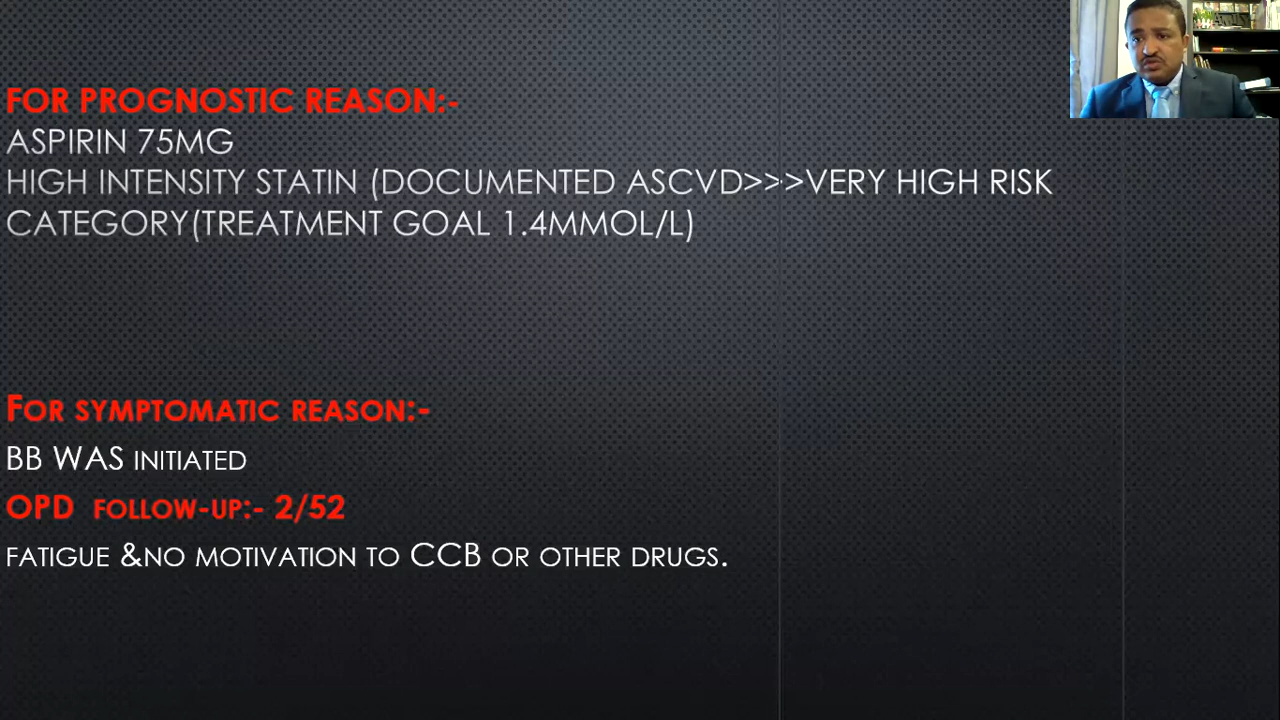 FOR PROGNOSTIC REASON:-
ASPIRIN 75MG
HIGH INTENSITY STATIN (DOCUMENTED ASCVD>>>VERY HIGH RISK
CATEGORY(TREATMENT GOAL 1.4MMOL/L)
FOR SYMPTOMATIC REASON:-
BB WAS INITIATED
OPD FOLLOW-UP:- 2/52
FATIGUE &NO MOTIVATION TO CCB OR OTHER DRUGS.